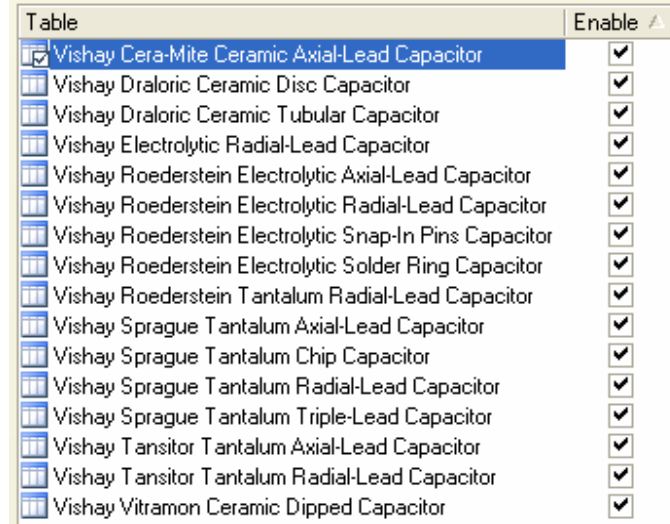 Table Enable
Vishay Cera-Mite Ceramic Axial-Lead Capacitor
Vishay Draloric Ceramic Disc Capacitor
Vishay Draloric Ceramic Tubular Capacitor
Vishay Electrolytic Radial-Lead Capacitor
Vishay Roederstein Electrolytic Axial-Lead Capacitor
Vishay Roederstein Electrolytic Radial-Lead Capacitor
Vishay Roederstein Electrolytic Snap-In Pins Capacitor
Vishay Roederstein Electrolytic Solder Ring Capacitor
Vishay Roederstein Tantalum Radial-Lead Capacitor
Vishay Sprague Tantalum Axial-Lead Capacitor
Vishay Sprague Tantalum Chip Capacitor
Vishay Sprague Tantalum Radial-Lead Capacitor
Vishay Sprague Tantalum Triple-Lead Capacitor
Vishay Tansitor Tantalum Axial-Lead Capacitor
Vishay Tansitor Tantalum Radial-Lead Capacitor
Vishay Vitramon Ceramic Dipped Capacitor